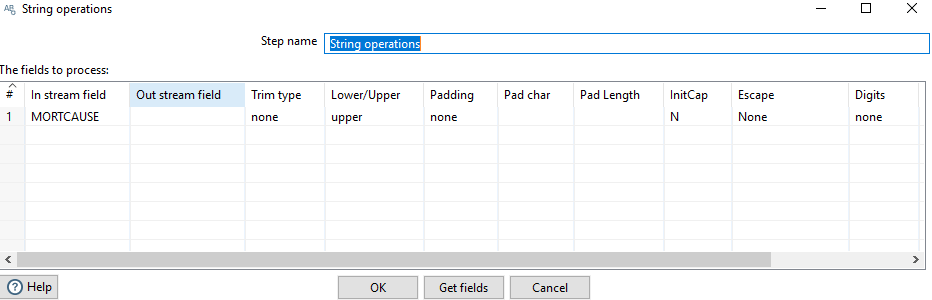 String operations
Step name String operations
The fields to process:
# In stream field Out stream field Trim type Lower/Upper Padding Pad char Pad Length InitCap Escape Digits
1 MORTCAUSE none upper none N None none
Help OK Get fields Cancel